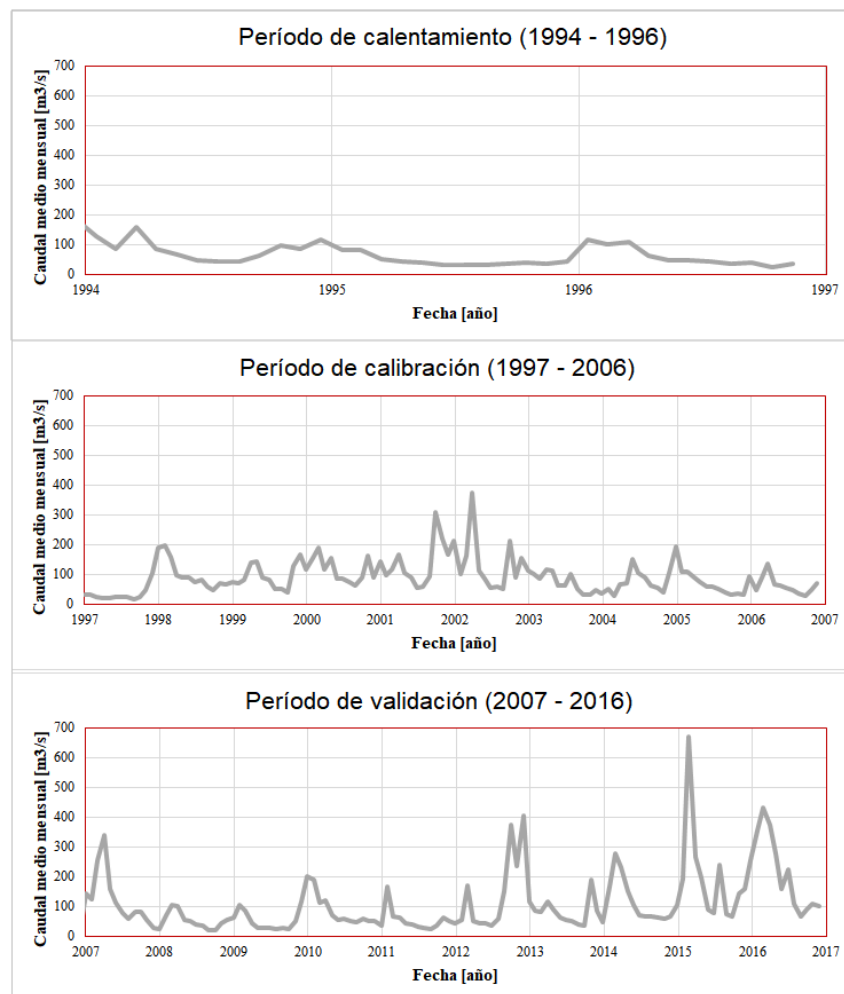 Período de calentamiento (1994 - 1996)
Caudal medio mensual [m3/s]
700
600
500
400
300
200
100
0
1994 1995 1996 1997
Fecha [año]
Período de calibración (1997 - 2006)
Caudal medio mensual [m3/s]
700
600
500
400
300
200
100
0
1997 1998 1999 2000 2001 2002 2003 2004 2005 2006 2007
Fecha [año]
Período de validación (2007 - 2016)
Caudal medio mensual [m3/s]
700
600
500
400
300
200
100
0
2007 2008 2009 2010 2011 2012 2013 2014 2015 2016 2017
Fecha [año]